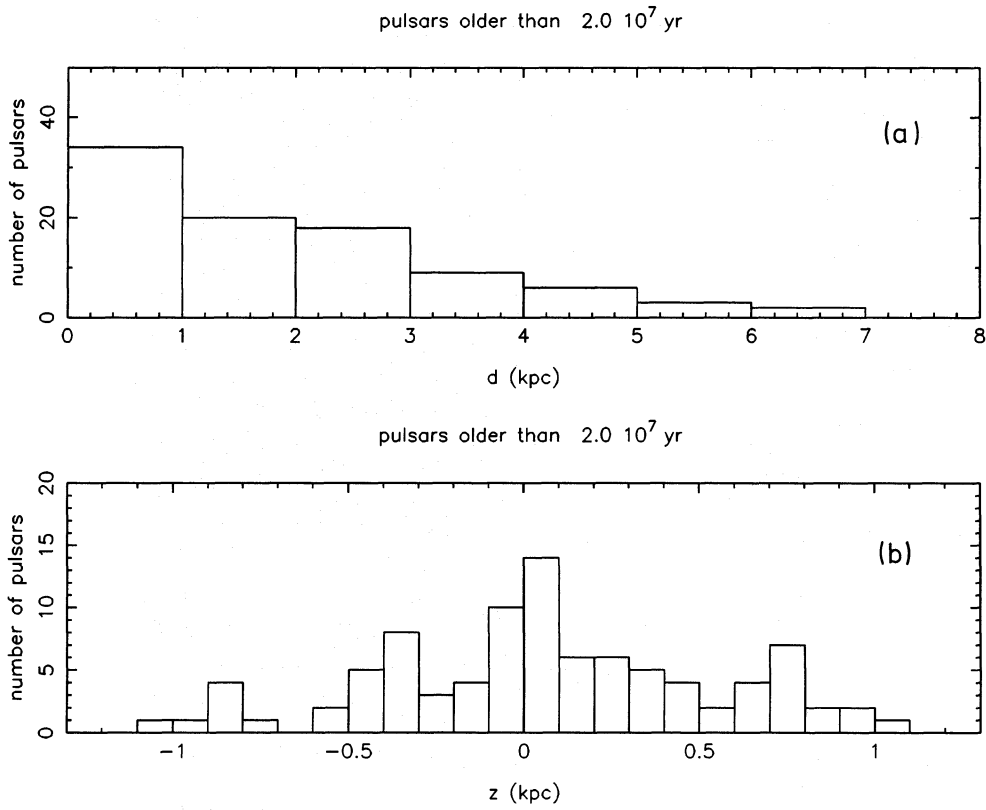 pulsars older than 2.0 10⁷ yr
number of pulsars
40
20
0
(a)
0 1 2 3 4 5 6 7 8
d (kpc)
pulsars older than 2.0 10⁷ yr
number of pulsars
20
15
10
5
0
(b)
−1 −0.5 0 0.5 1
z (kpc)